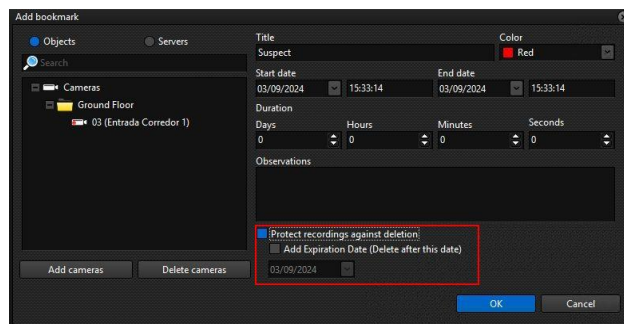 Add bookmark
Objects
Servers
Search
Cameras
Ground Floor
03 (Entrada Corredor 1)
Add cameras
Delete cameras
Title
Color
Suspect
Red
Start date
End date
03/09/2024
15:33:14
03/09/2024
15:33:14
Duration
Days
Hours
Minutes
Seconds
0
0
0
0
Observations
Protect recordings against deletion
Add Expiration Date (Delete after this date)
03/09/2024
OK
Cancel